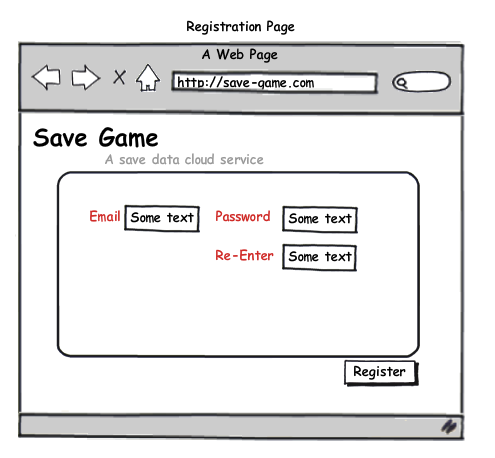 Registration Page
A Web Page
http://save-game.com
Save Game
A save data cloud service
Email Some text Password Some text
Re-Enter Some text
Register